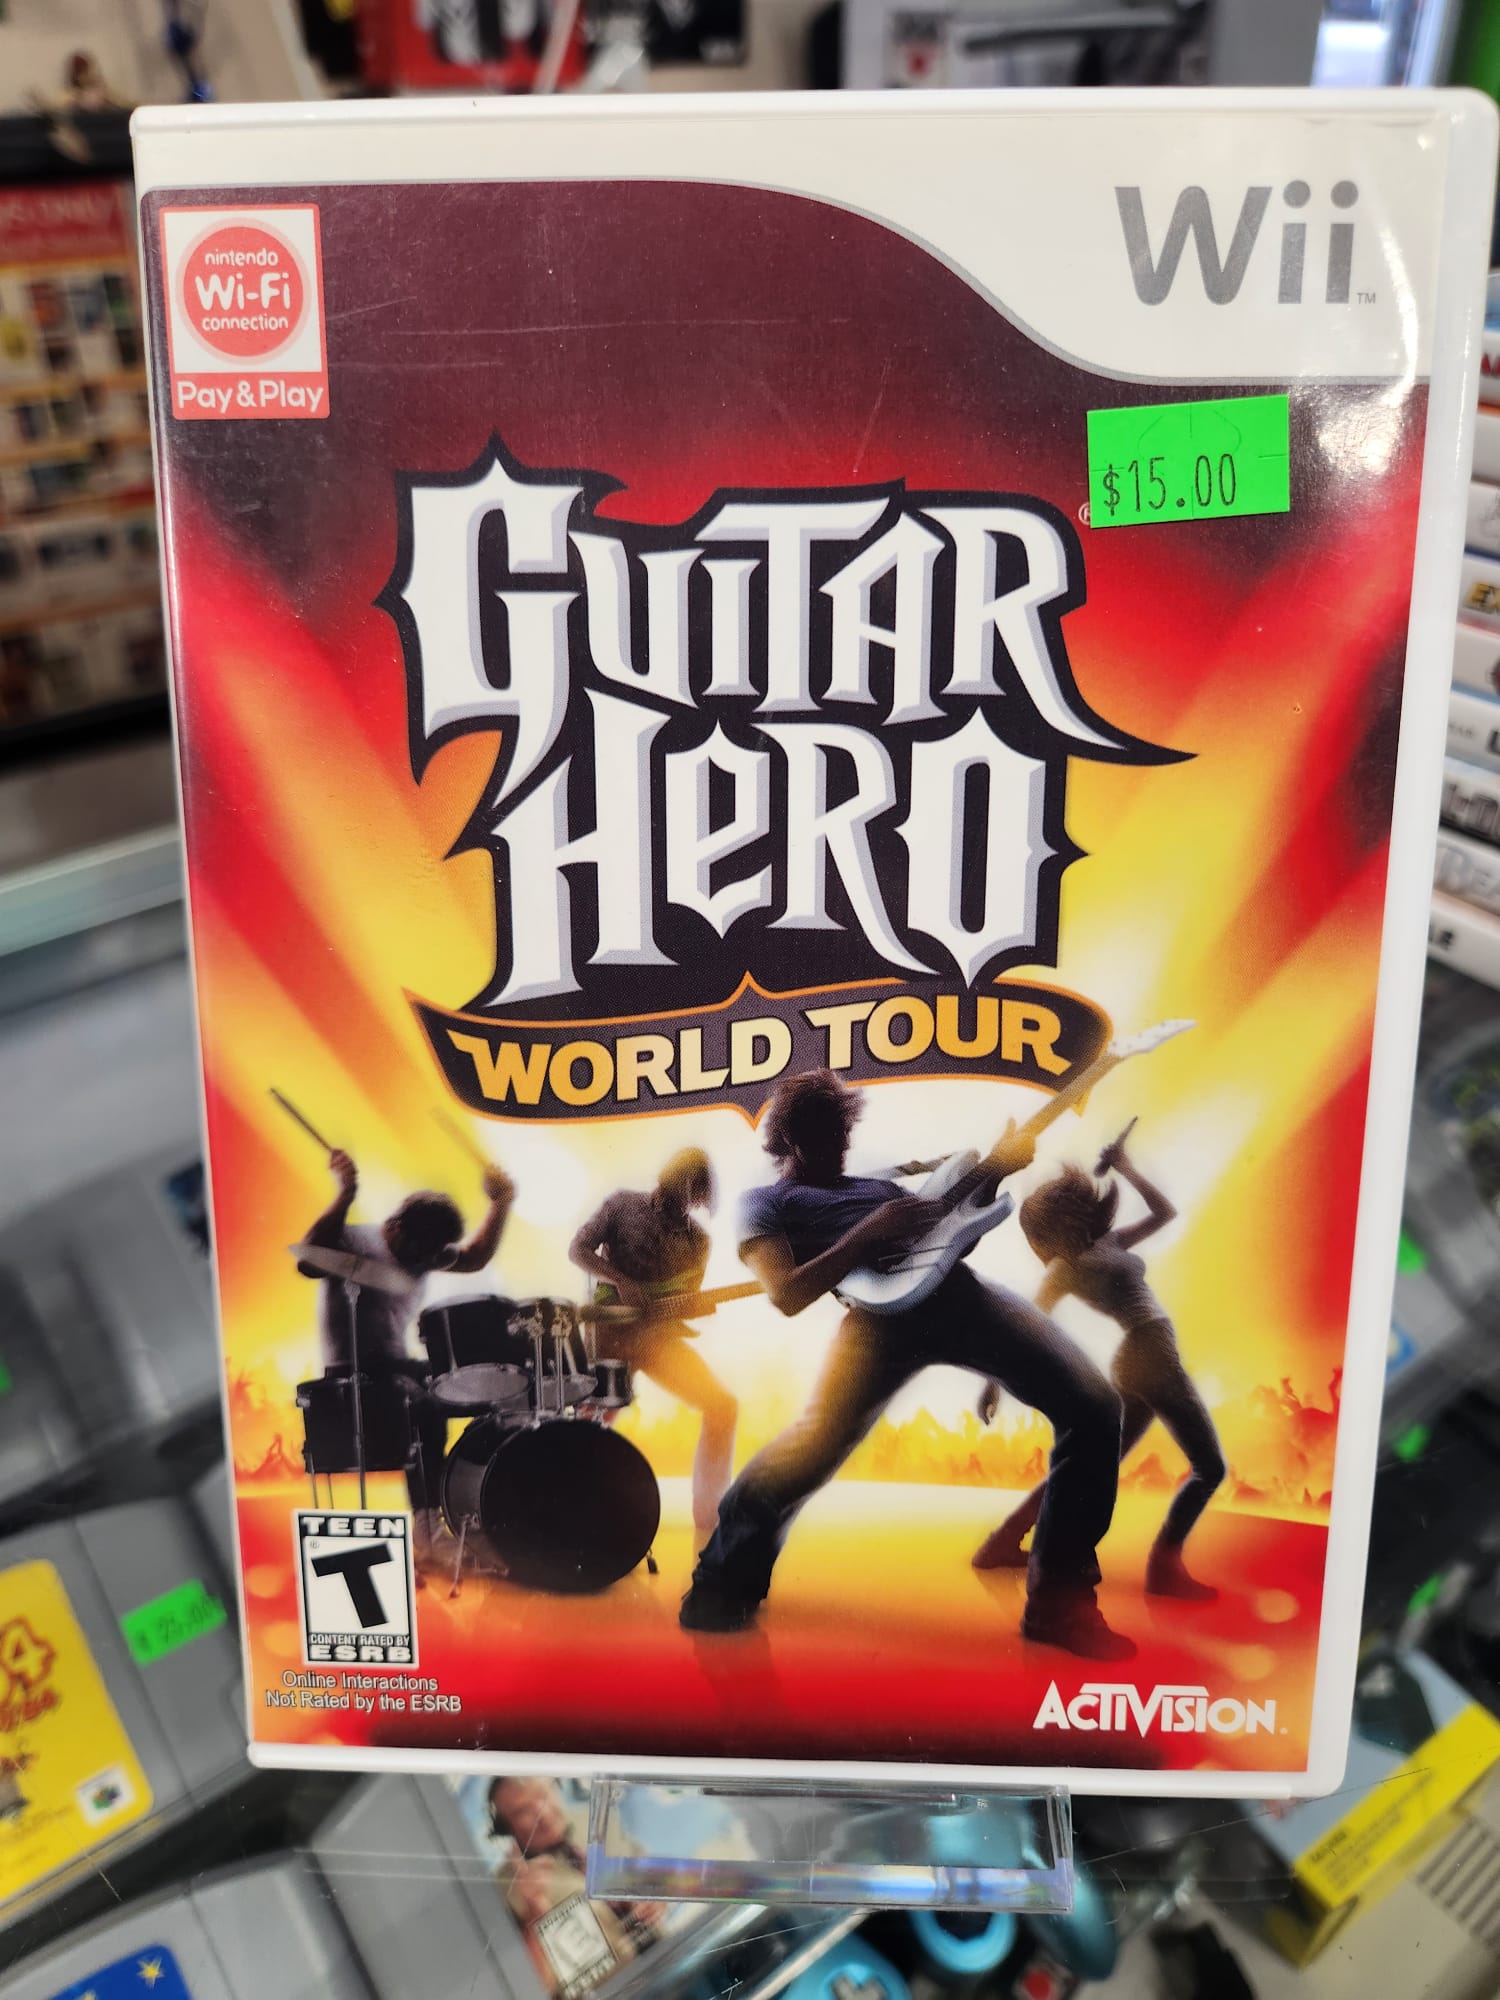 Wii™
nintendo
Wi-Fi
connection
Pay & Play
$15.00
GUITAR
HERO
WORLD TOUR
TEEN
T
CONTENT RATED BY
ESRB
Online Interactions
Not Rated by the ESRB
ACTIVISION.